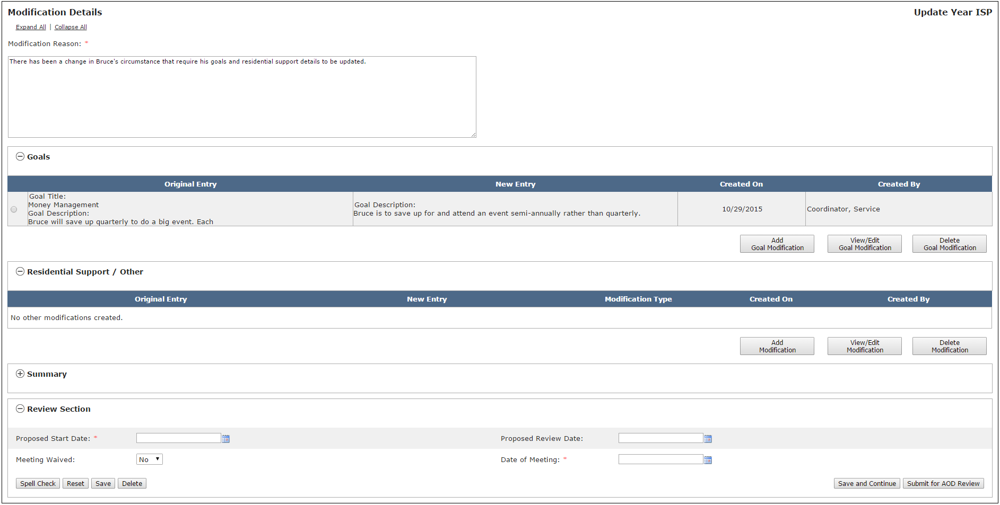 Modification Details
Update Year ISP
Expand All | Collapse All
Modification Reason: *
There has been a change in Bruce's circumstance that require his goals and residential support details to be updated.
Goals
Original Entry New Entry Created On Created By
Goal Title:
Money Management
Goal Description:
Bruce will save up quarterly to do a big event. Each
Goal Description:
Bruce is to save up for and attend an event semi-annually rather than quarterly.
10/29/2015
Coordinator, Service
Add
Goal Modification
View/Edit
Goal Modification
Delete
Goal Modification
Residential Support / Other
Original Entry New Entry Modification Type Created On Created By
No other modifications created.
Add
Modification
View/Edit
Modification
Delete
Modification
Summary
Review Section
Proposed Start Date: *
Proposed Review Date:
Meeting Waived: No
Date of Meeting: *
Spell Check Reset Save Delete
Save and Continue Submit for AOD Review